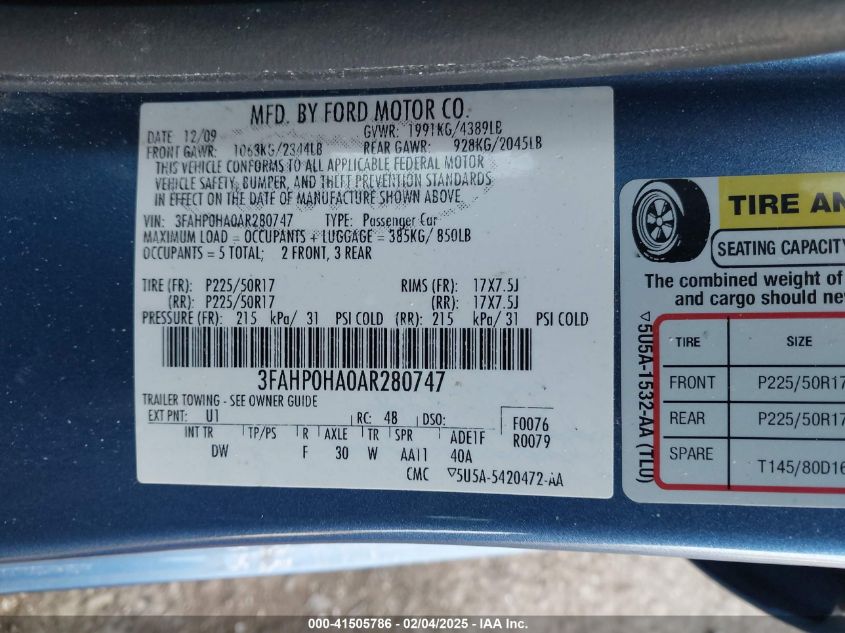 MFD. BY FORD MOTOR CO.
DATE 12/09 GVWR: 1991KG/4389LB
FRONT GAWR: 1063KG/2344LB REAR GAWR: 928KG/2045LB
THIS VEHICLE CONFORMS TO ALL APPLICABLE FEDERAL MOTOR
VEHICLE SAFETY, BUMPER, AND THEFT PREVENTION STANDARDS
IN EFFECT ON THE DATE OF MANUFACTURE SHOWN ABOVE.
VIN: 3FAHP0HA0AR280747 TYPE: Passenger Car
MAXIMUM LOAD = OCCUPANTS + LUGGAGE = 385KG/ 850LB
OCCUPANTS = 5 TOTAL; 2 FRONT, 3 REAR
TIRE (FR): P225/50R17 RIMS (FR): 17X7.5J
(RR): P225/50R17 (RR): 17X7.5J
PRESSURE (FR): 215 kPa/ 31 PSI COLD (RR): 215 kPa/ 31 PSI COLD
3FAHP0HA0AR280747
TRAILER TOWING - SEE OWNER GUIDE
EXT PNT: U1 RC: 48 DSO: F0076
R0079
INT TR TP/PS R AXLE TR SPR ADE1F
DW F 30 W AA11 40A
CMC ▽5U5A-5420472-AA
TIRE AN
SEATING CAPACITY
The combined weight of
and cargo should nev
▽5U5A-1532-AA (TLU)
TIRE SIZE
FRONT P225/50R17
REAR P225/50R17
SPARE T145/80D16
000-41505786 - 02/04/2025 - IAA Inc.